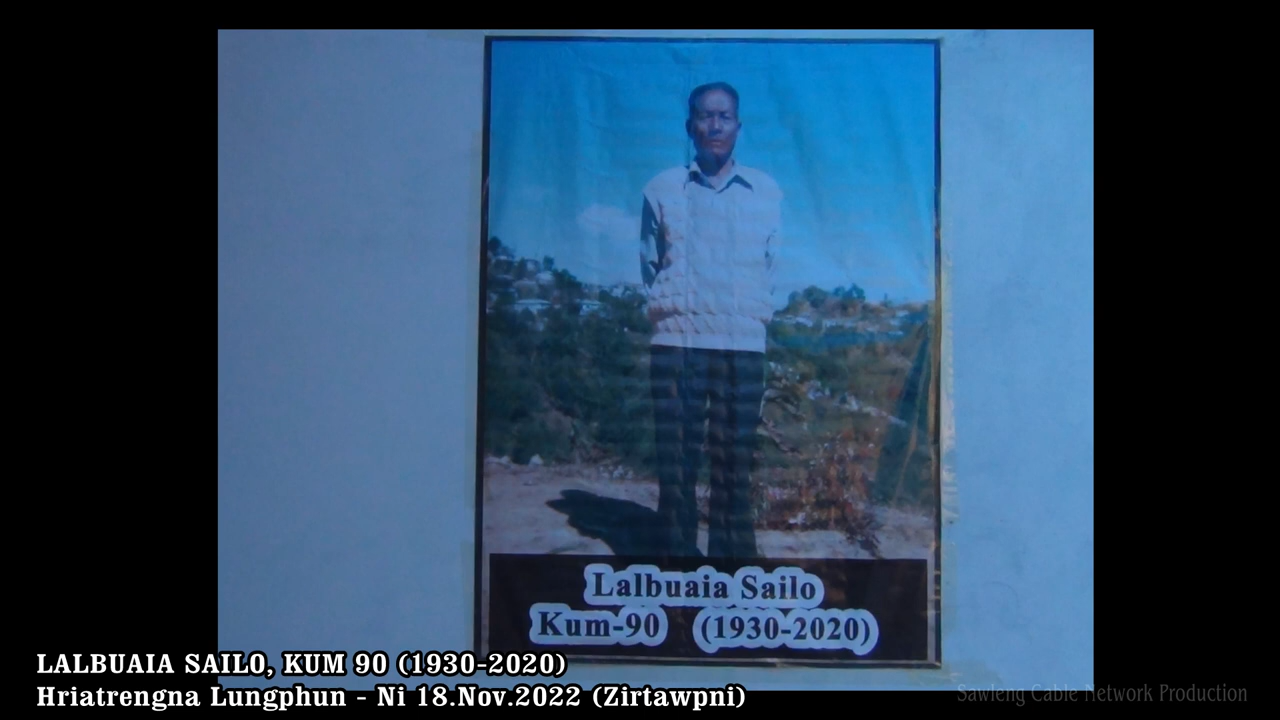 Lalbuaia Sailo
Kum-90 (1930-2020)
LALBUAIA SAILO, KUM 90 (1930-2020)
Hriatrengna Lungphun - Ni 18.Nov.2022 (Zirtawpni)
Sawleng Cable Network Production